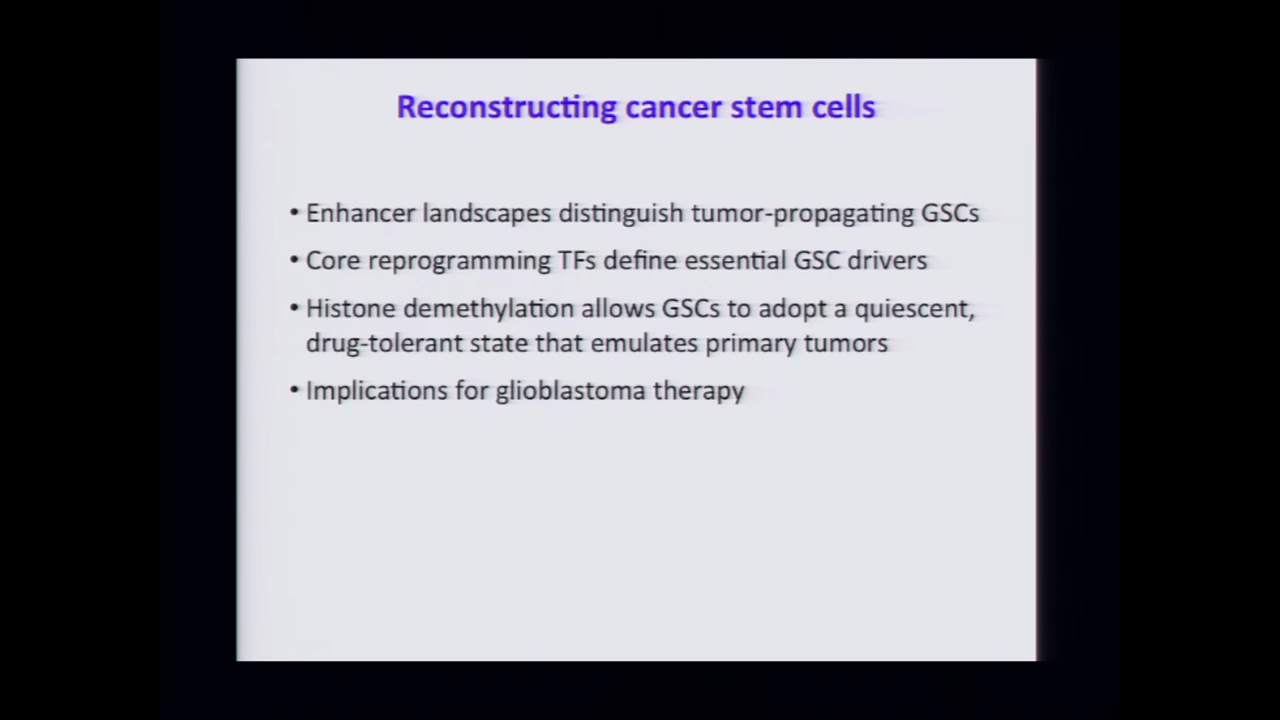 Reconstructing cancer stem cells
• Enhancer landscapes distinguish tumor-propagating GSCs
• Core reprogramming TFs define essential GSC drivers
• Histone demethylation allows GSCs to adopt a quiescent,
drug-tolerant state that emulates primary tumors
• Implications for glioblastoma therapy